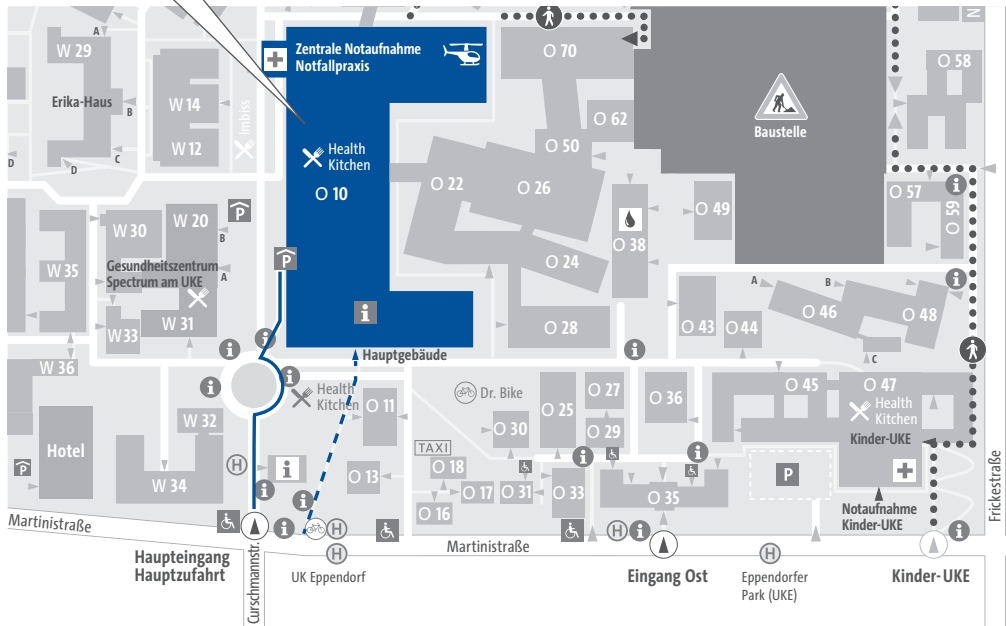 N
A
W 29
Zentrale Notaufnahme
Notfallpraxis
O 70
O 58
Erika-Haus
W 14
B
O 62
Baustelle
Imbiss
W 12
C
D
D
Health
Kitchen
O 50
O 10
O 22
O 26
O 57
O 59
O 49
W 20
P
W 30
B
O 38
W 35
Gesundheitszentrum
Spectrum am UKE
A
P
O 24
A
B
W 31
W 33
O 28
O 43
O 44
O 46
O 48
Hauptgebäude
C
W 36
Health
Kitchen
Dr. Bike
O 11
O 25
O 27
O 36
O 45
O 47
Health
Kitchen
W 32
O 30
O 29
Kinder-UKE
Hotel
TAXI
H
P
O 13
O 18
O 17
O 31
O 33
O 35
P
W 34
O 16
Notaufnahme
Kinder-UKE
Frickestraße
Martinistraße
H
H
Martinistraße
H
H
Haupteingang
Hauptzufahrt
Curschmannstr.
UK Eppendorf
Eingang Ost
Eppendorfer
Park (UKE)
Kinder-UKE
H